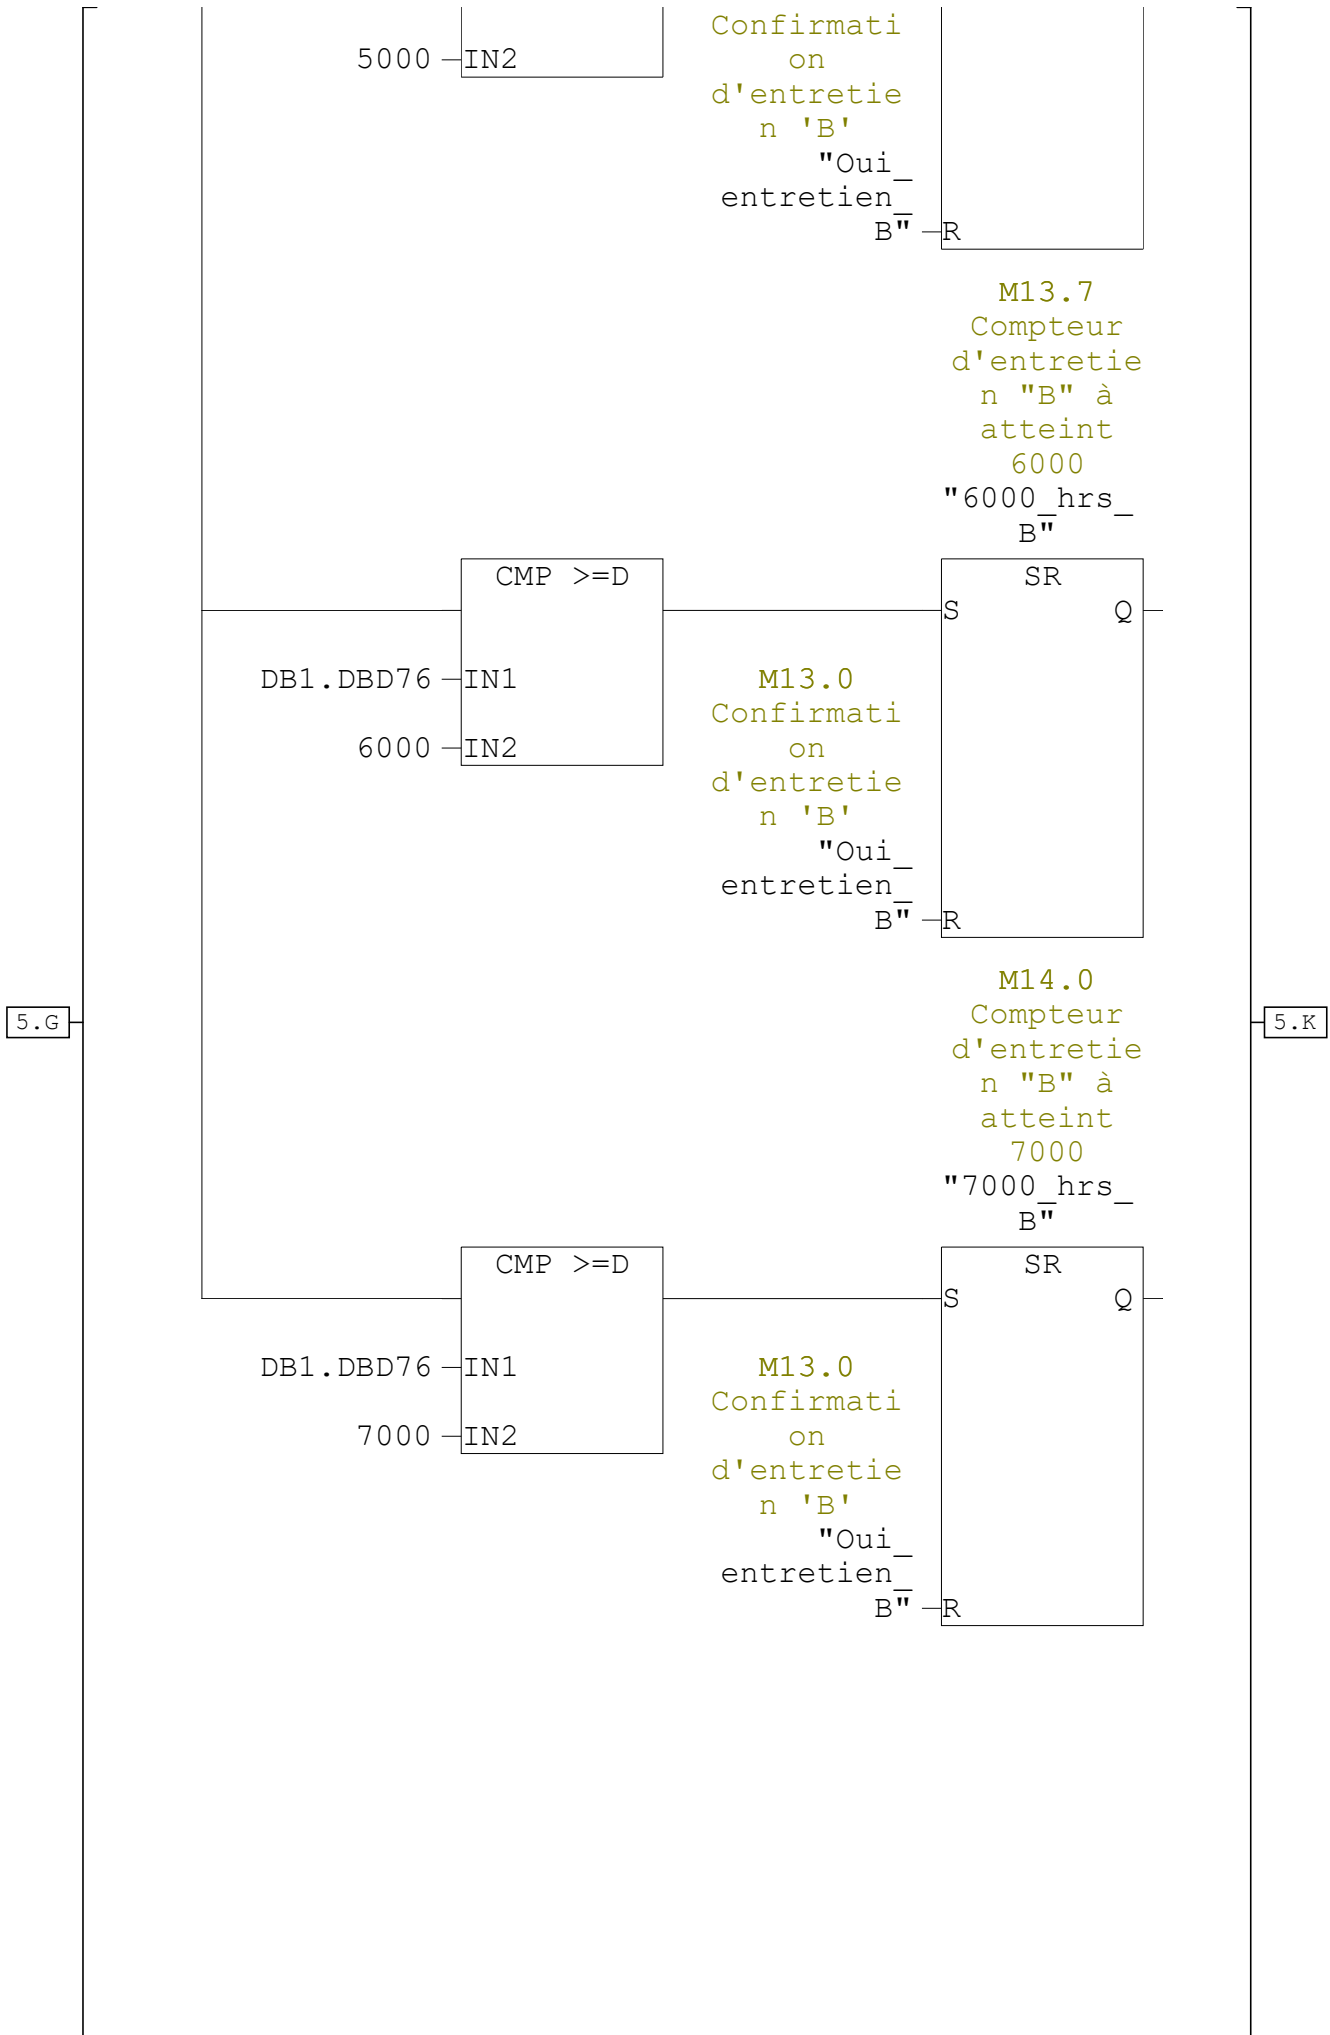 Confirmati
5000 IN2 on
d'entretie
n 'B'
"Oui_
entretien_
B" R
M13.7
Compteur
d'entretie
n "B" à
atteint
6000
"6000_hrs_
B"
CMP >=D SR
S Q
DB1.DBD76 IN1 M13.0
Confirmati
6000 IN2 on
d'entretie
n 'B'
"Oui_
entretien_
B" R
M14.0
5.G Compteur 5.K
d'entretie
n "B" à
atteint
7000
"7000_hrs_
B"
CMP >=D SR
S Q
DB1.DBD76 IN1 M13.0
Confirmati
7000 IN2 on
d'entretie
n 'B'
"Oui_
entretien_
B" R